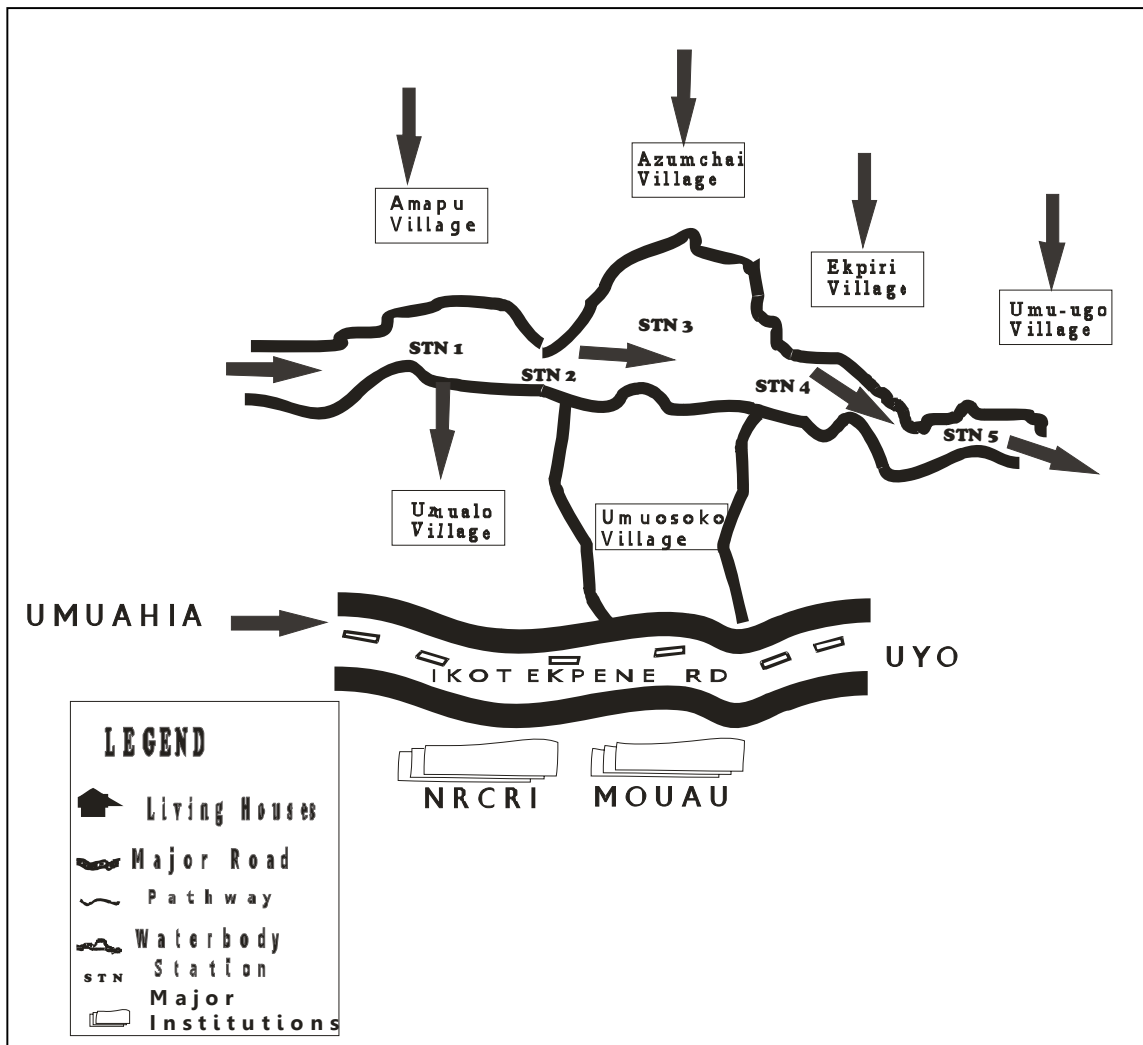 Azumchai
Village
Amapu
Village
Ekpiri
Village
Umu-ugo
Village
STN 3
STN 1
STN 2
STN 4
STN 5
Umualo
Village
Umuosoko
Village
UMUAHIA
UYO
IKOT EKPENE RD
NRCRI
MOUAU
LEGEND
Living Houses
Major Road
Pathway
Waterbody
STN Station
Major
Institutions